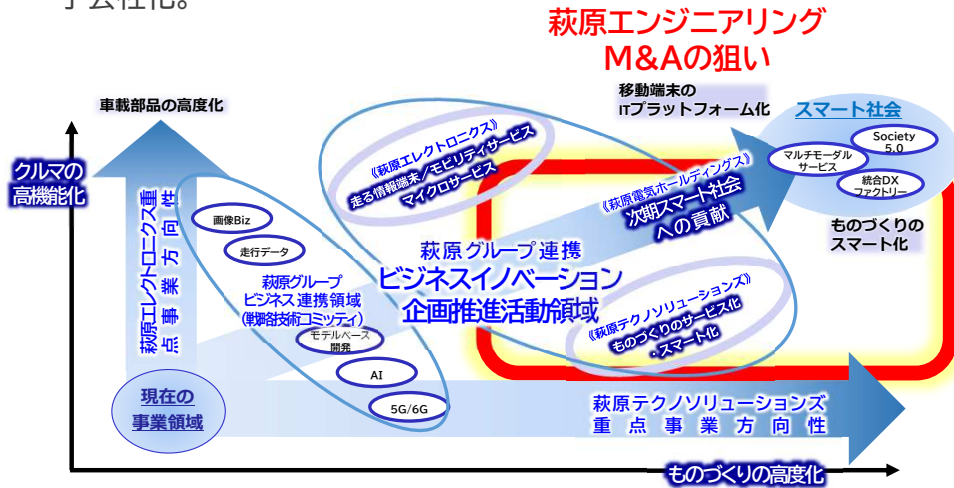 子会社化。
萩原エンジニアリング
M&Aの狙い
移動端末の
ITプラットフォーム化
車載部品の高度化
スマート社会
Society
5.0
マルチモーダル
サービス
統合DX
ファクトリー
クルマの
高機能化
《萩原エレクトロニクス》
走る情報端末/モビリティサービス
マイクロサービス
《萩原電気ホールディングス》
次期スマート社会
への貢献
ものづくりの
スマート化
萩原エレクトロニクス重
点事業方向性
画像Biz
走行データ
萩原グループ
ビジネス連携領域
(戦略技術コミッティ)
モデルベース
開発
AI
5G/6G
萩原グループ連携
ビジネスイノベーション
企画推進活動領域
《萩原テクノソリューションズ》
ものづくりのサービス化
・スマート化
現在の
事業領域
萩原テクノソリューションズ
重点事業方向性
ものづくりの高度化